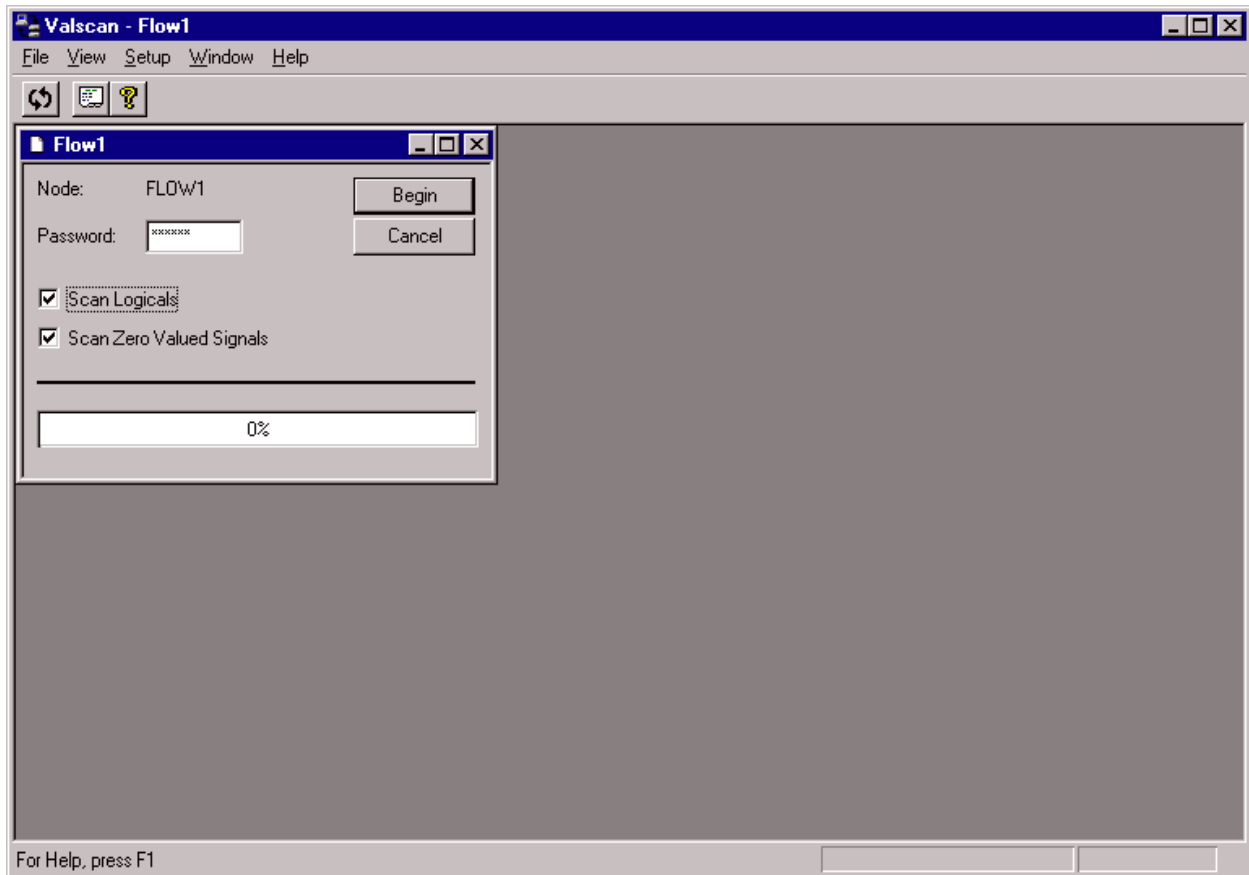 Valscan - Flow1
File View Setup Window Help
Flow1
Node: FLOW1
Begin
Password: ******
Cancel
Scan Logicals
Scan Zero Valued Signals
0%
For Help, press F1